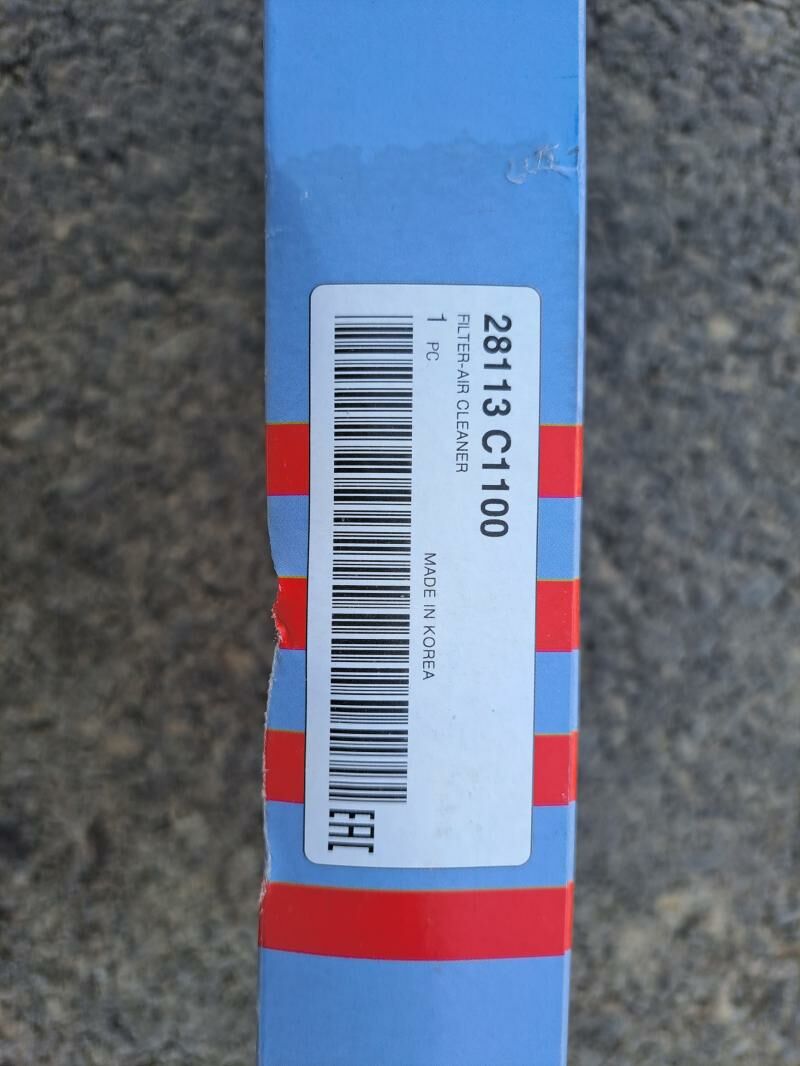 28113 C1100
FILTER-AIR CLEANER
1 PC
MADE IN KOREA
EAC